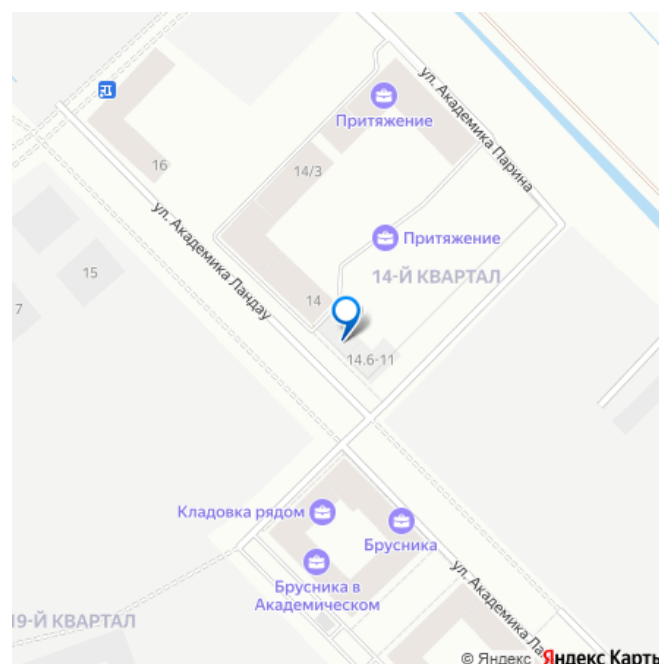 ул. Академика Парина
Притяжение
16
14/3
ул. Академика Ландау
Притяжение
15
14-Й КВАРТАЛ
7
14
14.6-11
Кладовка рядом
Брусника
Брусника в
Академическом
ул. Академика Ла
19-Й КВАРТАЛ
© Яндекс Яндекс Карты